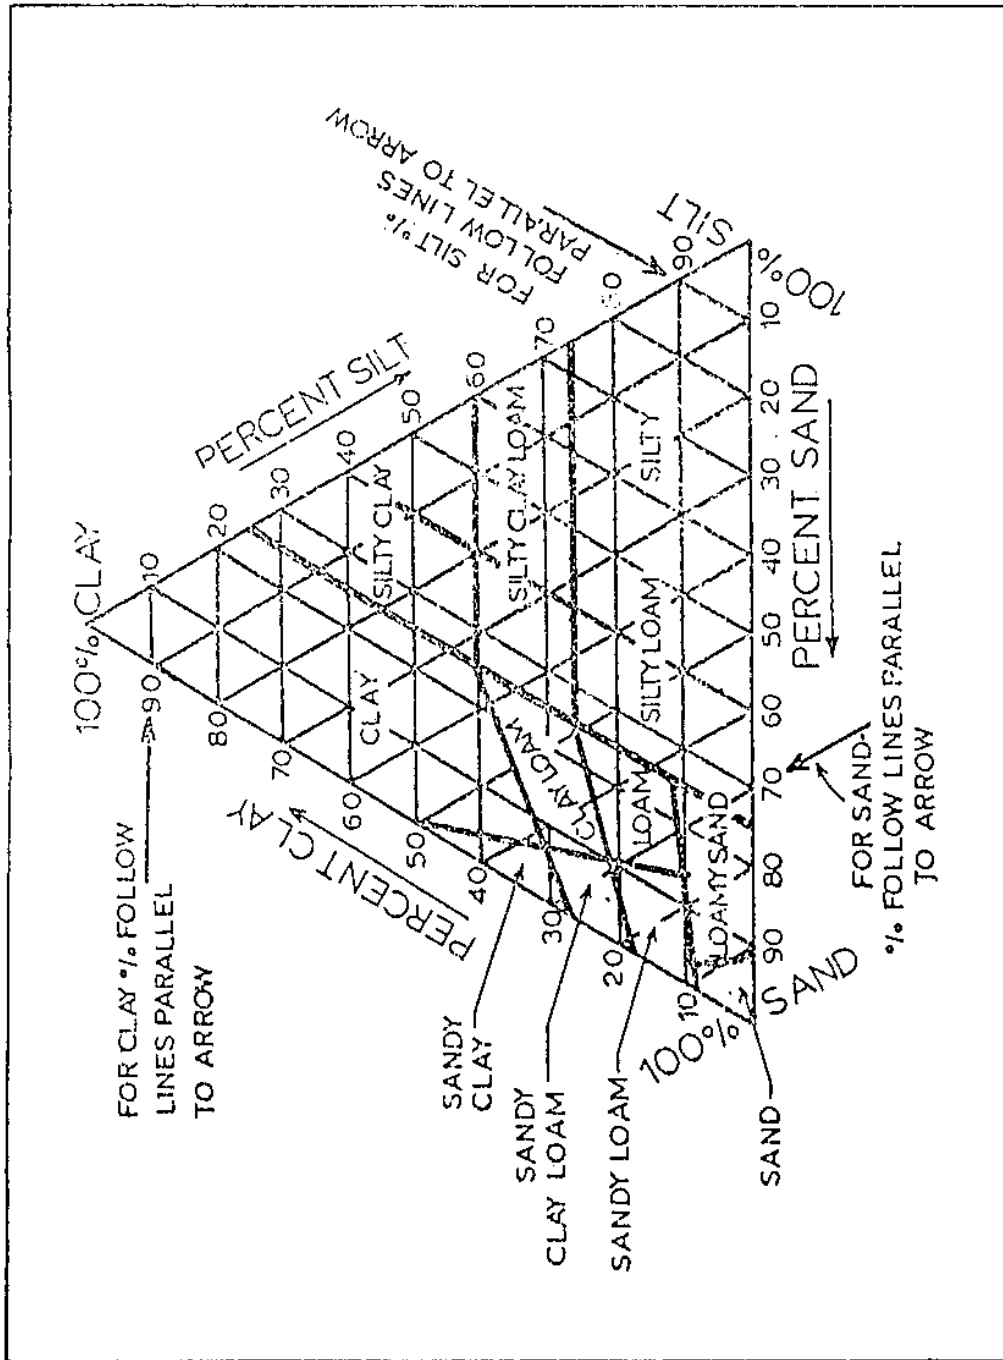 FOR CLAY % FOLLOW
LINES PARALLEL
TO ARROW
100% CLAY
90
80
70
60
50
40
30
20
10
PERCENT CLAY
10
20
30
40
50
60
70
80
90
PERCENT SILT
FOR SILT %
FOLLOW LINES
PARALLEL TO ARROW
SILT
100%
10
20
30
40
50
60
70
80
90
PERCENT SAND
100%
SAND
FOR SAND
% FOLLOW LINES PARALLEL
TO ARROW
CLAY
SILTY CLAY
SILTY CLAY LOAM
CLAY LOAM
SILTY
SILTY LOAM
LOAM
LOAMY SAND
SANDY
CLAY
SANDY
CLAY LOAM
SANDY LOAM
SAND